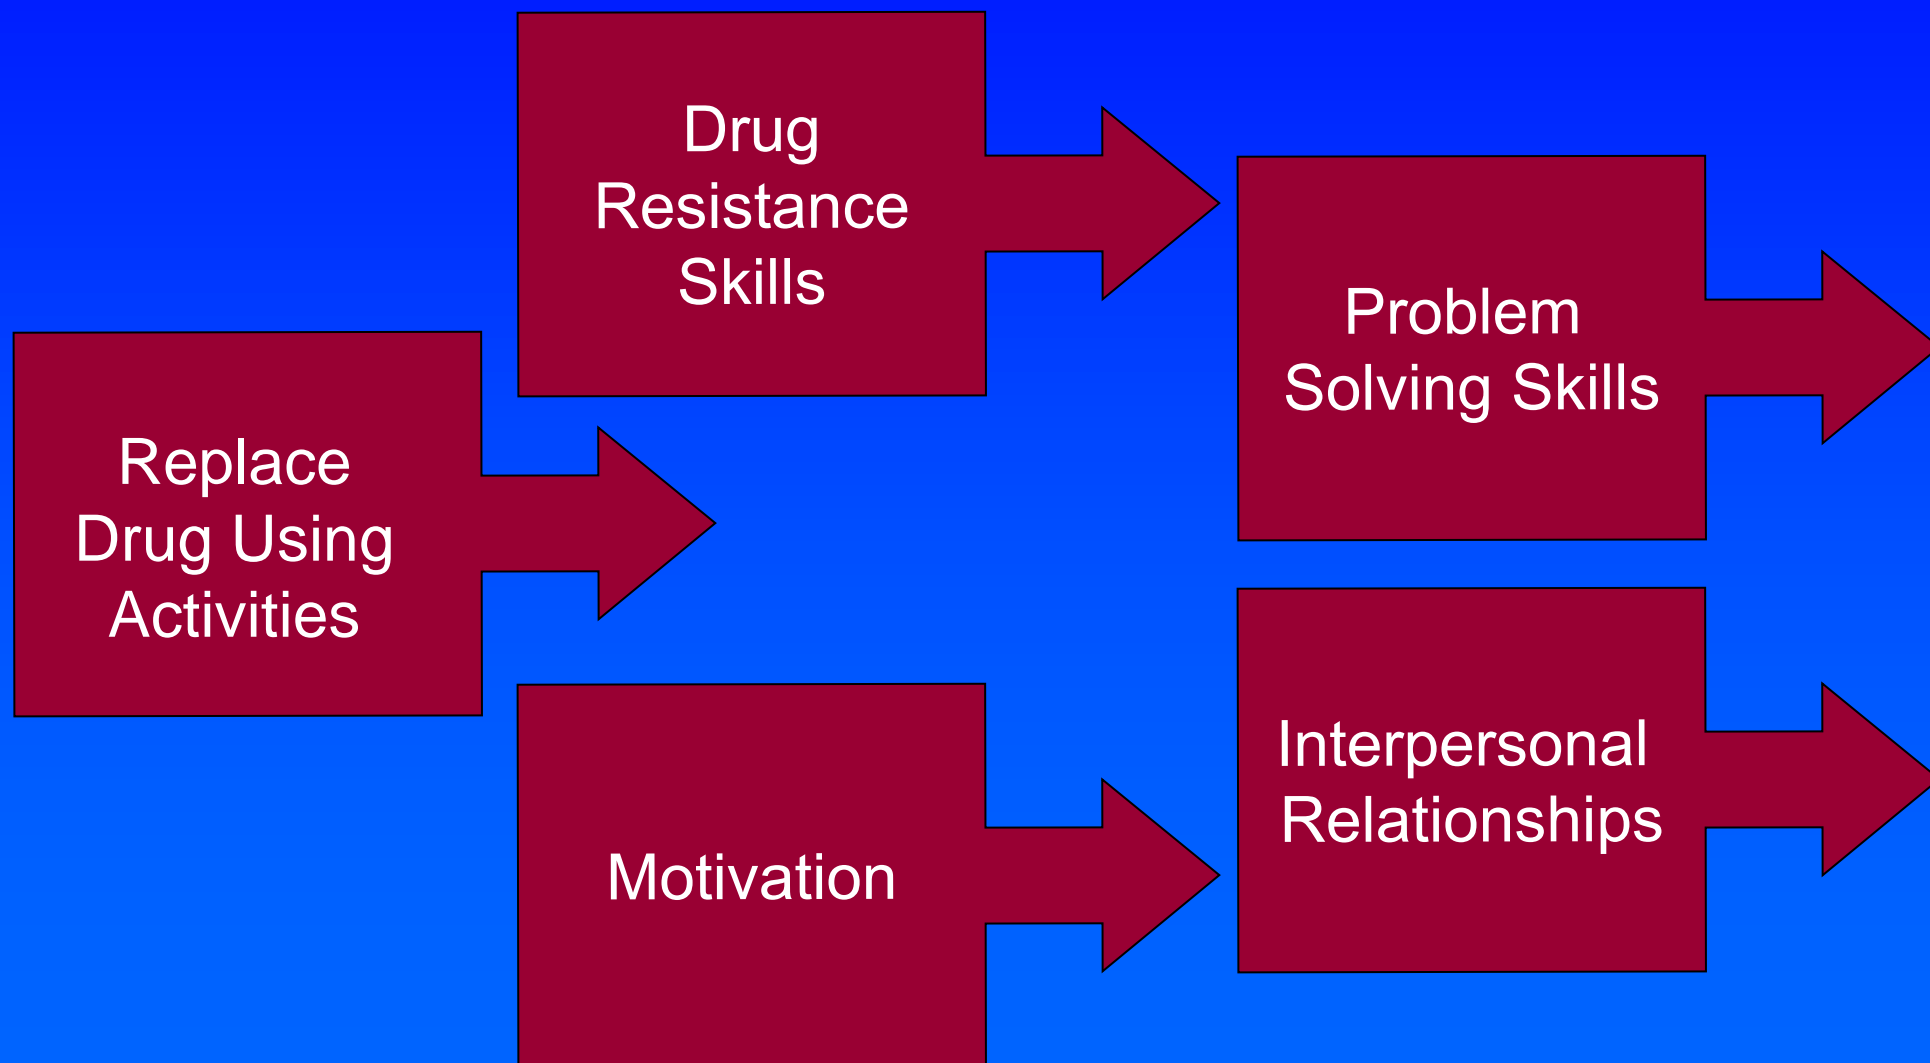 Drug
Resistance
Skills
Problem
Solving Skills
Replace
Drug Using
Activities
Interpersonal
Relationships
Motivation